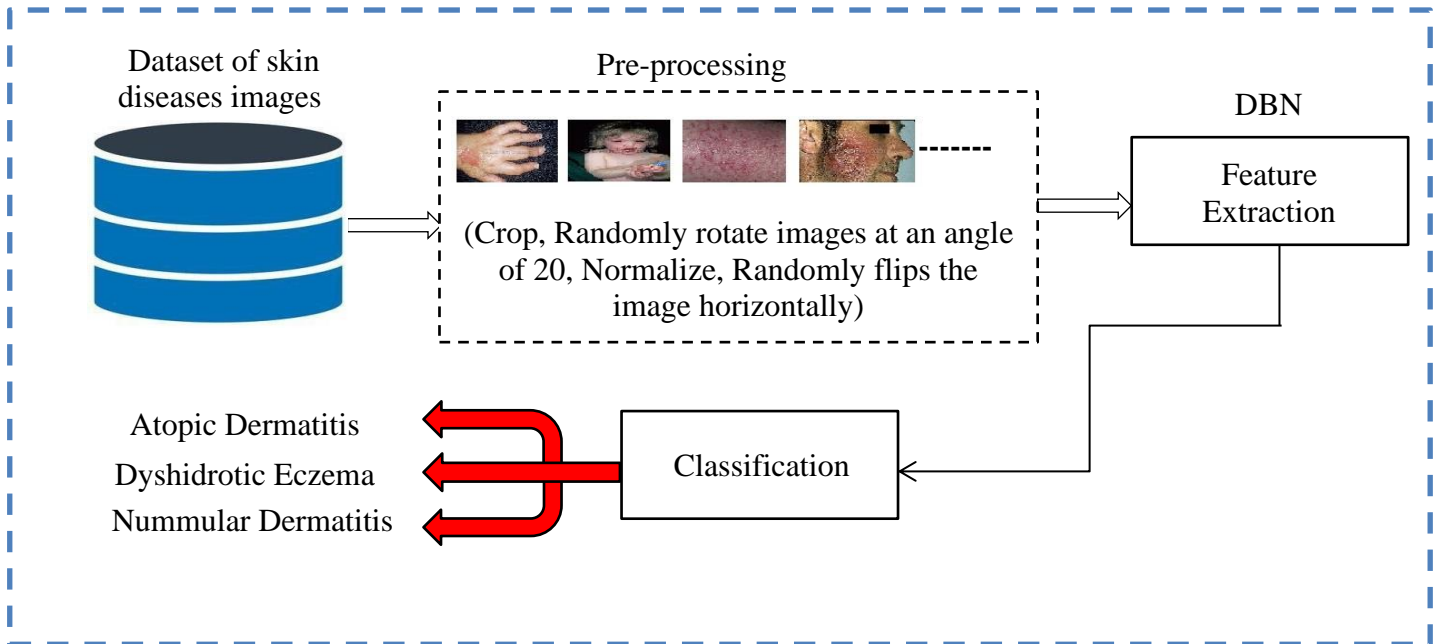 Dataset of skin
diseases images
Pre-processing
(Crop, Randomly rotate images at an angle
of 20, Normalize, Randomly flips the
image horizontally)
DBN
Feature
Extraction
Classification
Atopic Dermatitis
Dyshidrotic Eczema
Nummular Dermatitis